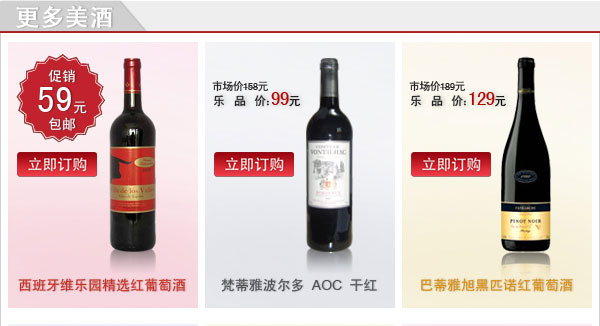 更多美酒
促销
59元
包邮
立即订购
西班牙维乐园精选红葡萄酒
市场价158元
乐 品 价:99元
立即订购
梵蒂雅波尔多 AOC 干红
市场价189元
乐 品 价:129元
立即订购
PINOT NOIR
巴蒂雅旭黑匹诺红葡萄酒